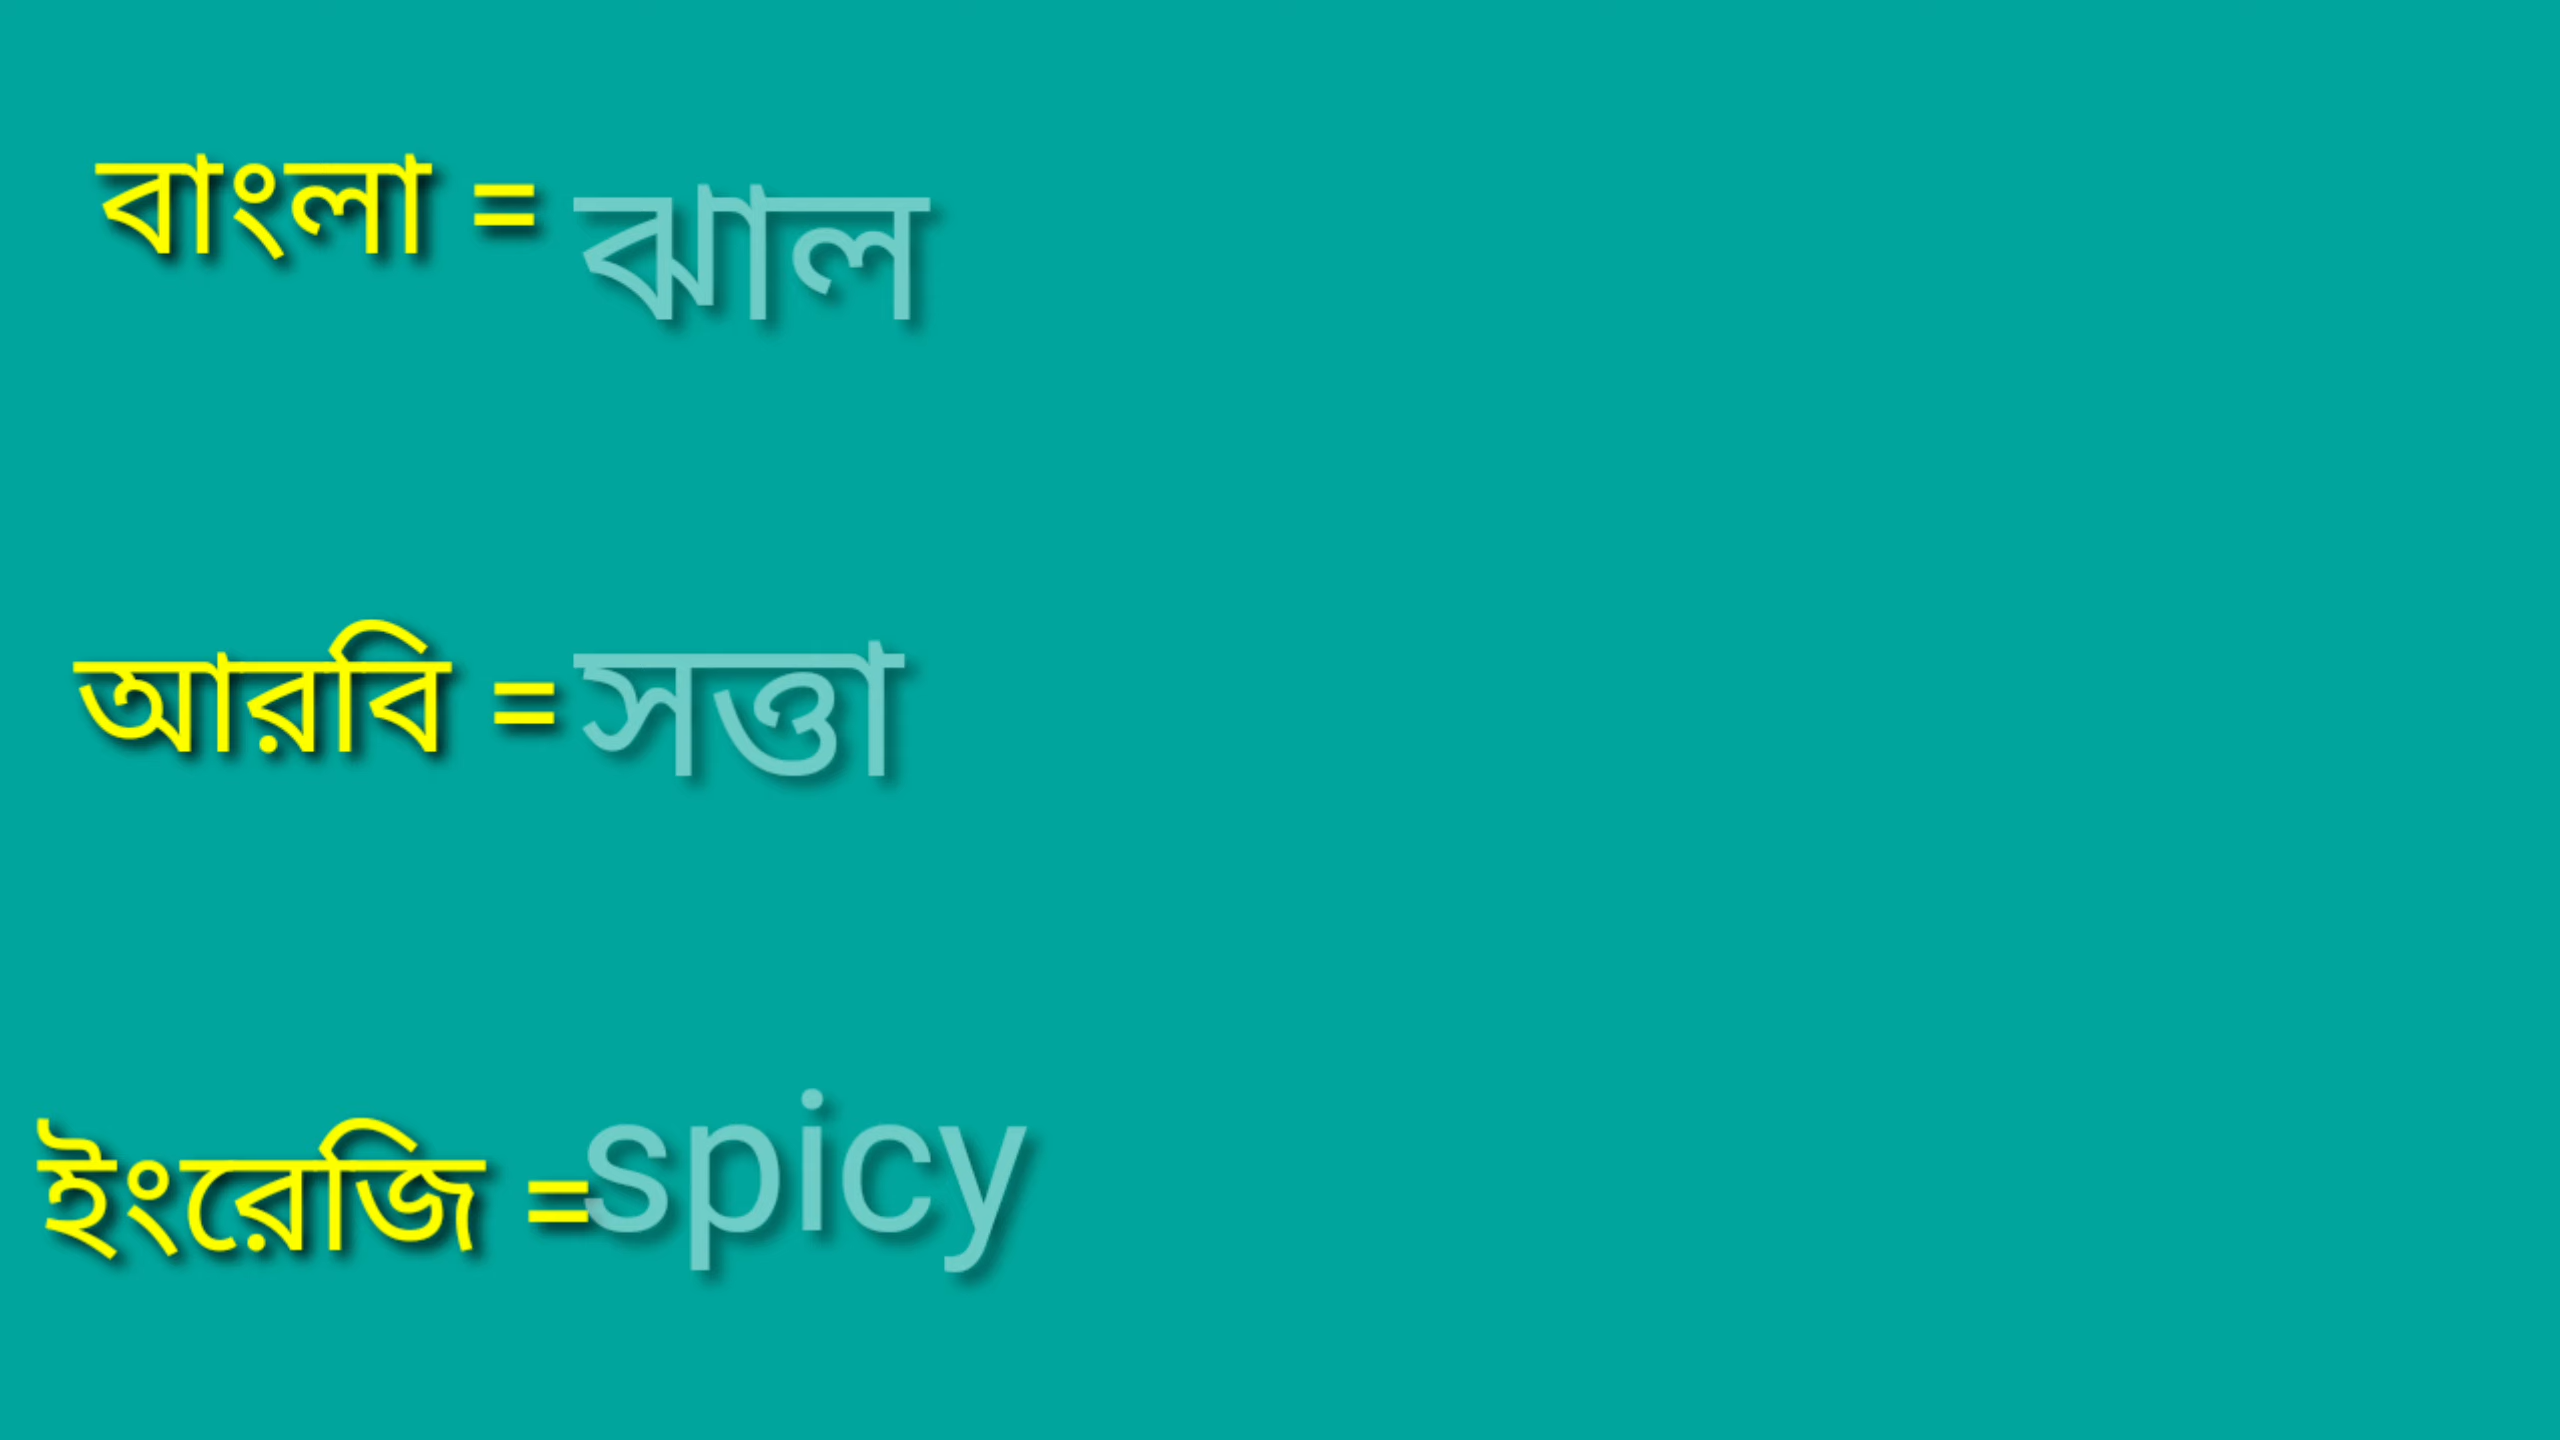 বাংলা = ঝাল
আরবি = সত্তা
ইংরেজি = spicy